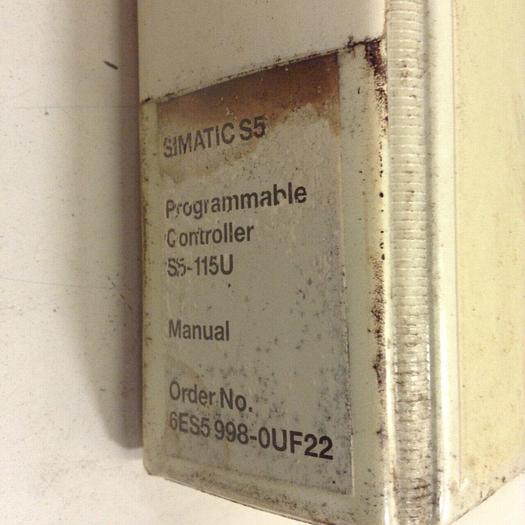 SIMATIC S5
Programmable
Controller
S5-115U
Manual
Order No.
6ES5 998-0UF22